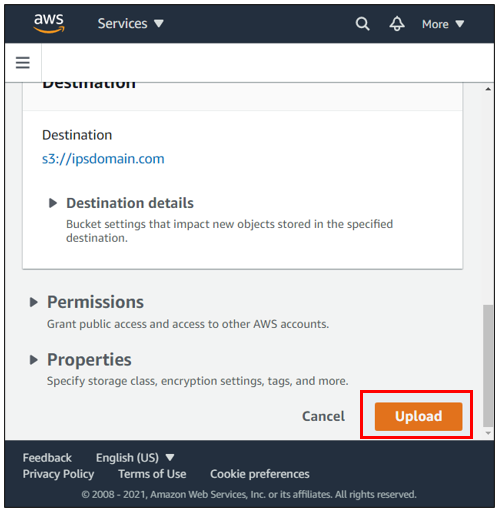 aws Services More
Destination
Destination
s3://ipsdomain.com
Destination details
Bucket settings that impact new objects stored in the specified
destination.
Permissions
Grant public access and access to other AWS accounts.
Properties
Specify storage class, encryption settings, tags, and more.
Cancel Upload
Feedback English (US)
Privacy Policy Terms of Use Cookie preferences
© 2008 - 2021, Amazon Web Services, Inc. or its affiliates. All rights reserved.